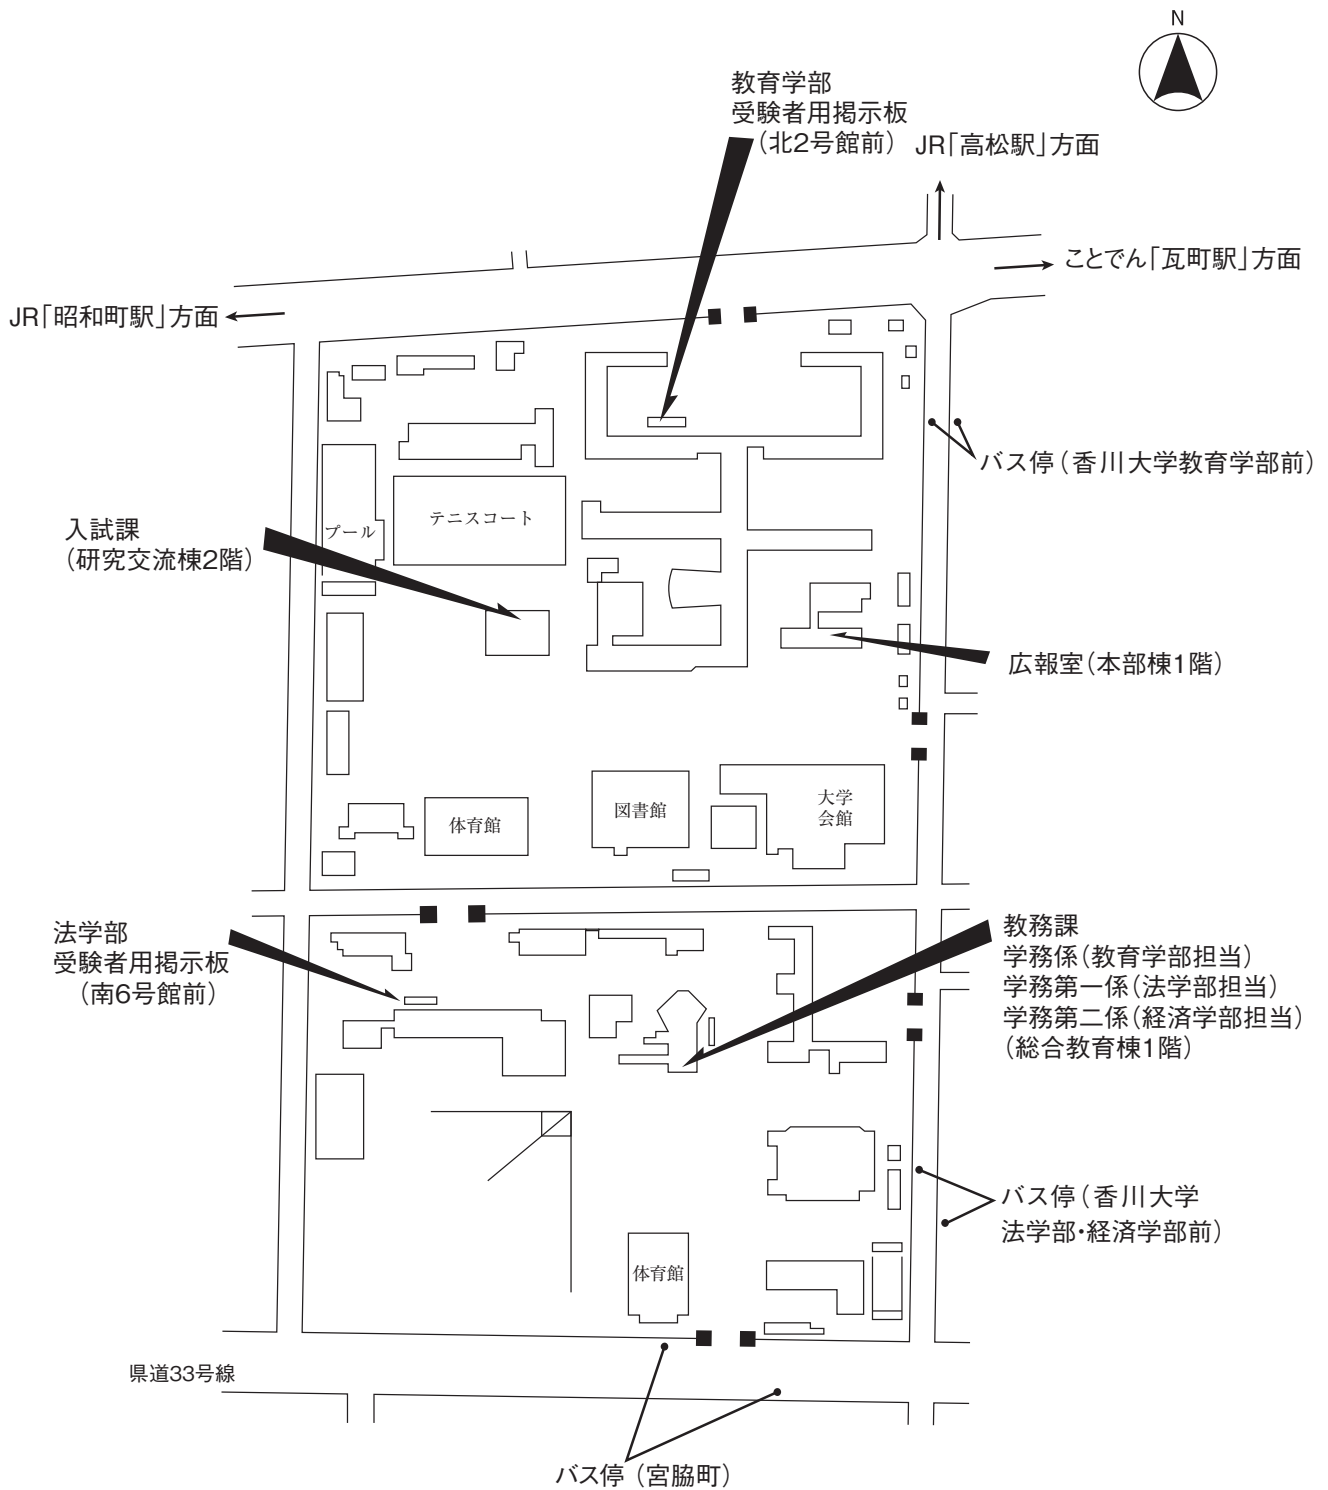 N
教育学部
受験者用掲示板
（北2号館前）
JR「高松駅」方面
ことでん「瓦町駅」方面
JR「昭和町駅」方面
バス停（香川大学教育学部前）
入試課
（研究交流棟2階）
プール
テニスコート
広報室（本部棟1階）
体育館
図書館
大学
会館
法学部
受験者用掲示板
（南6号館前）
教務課
学務係（教育学部担当）
学務第一係（法学部担当）
学務第二係（経済学部担当）
（総合教育棟1階）
バス停（香川大学
法学部・経済学部前）
体育館
県道33号線
バス停（宮脇町）